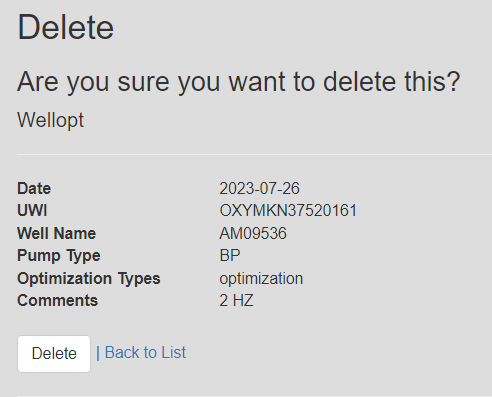 Delete
Are you sure you want to delete this?
Wellopt
Date 2023-07-26
UWI OXYMKN37520161
Well Name AM09536
Pump Type BP
Optimization Types optimization
Comments 2 HZ
Delete | Back to List